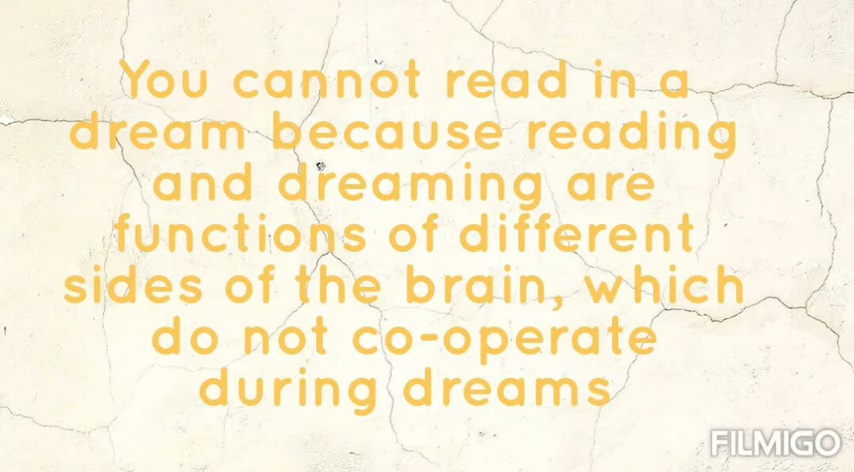 You cannot read in a
dream because reading
and dreaming are
functions of different
sides of the brain, which
do not co-operate
during dreams
FILMIGO